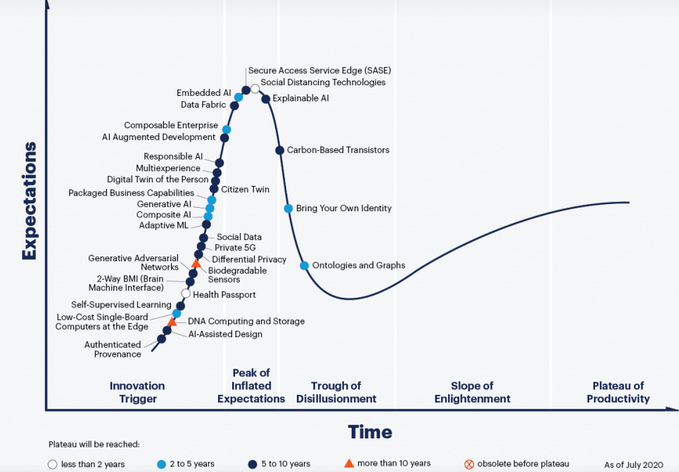 Secure Access Service Edge (SASE)
Social Distancing Technologies
Embedded AI
Explainable AI
Data Fabric
Composable Enterprise
AI Augmented Development
Carbon-Based Transistors
Responsible AI
Multiexperience
Digital Twin of the Person
Citizen Twin
Packaged Business Capabilities
Generative AI
Bring Your Own Identity
Composite AI
Adaptive ML
Social Data
Private 5G
Generative Adversarial
Networks
Differential Privacy
Biodegradable
Sensors
Ontologies and Graphs
2-Way BMI (Brain
Machine Interface)
Health Passport
Self-Supervised Learning
Low-Cost Single-Board
Computers at the Edge
DNA Computing and Storage
AI-Assisted Design
Authenticated
Provenance
Expectations
Innovation
Trigger
Peak of
Inflated
Expectations
Trough of
Disillusionment
Slope of
Enlightenment
Plateau of
Productivity
Time
Plateau will be reached:
less than 2 years
2 to 5 years
5 to 10 years
more than 10 years
obsolete before plateau
As of July 2020